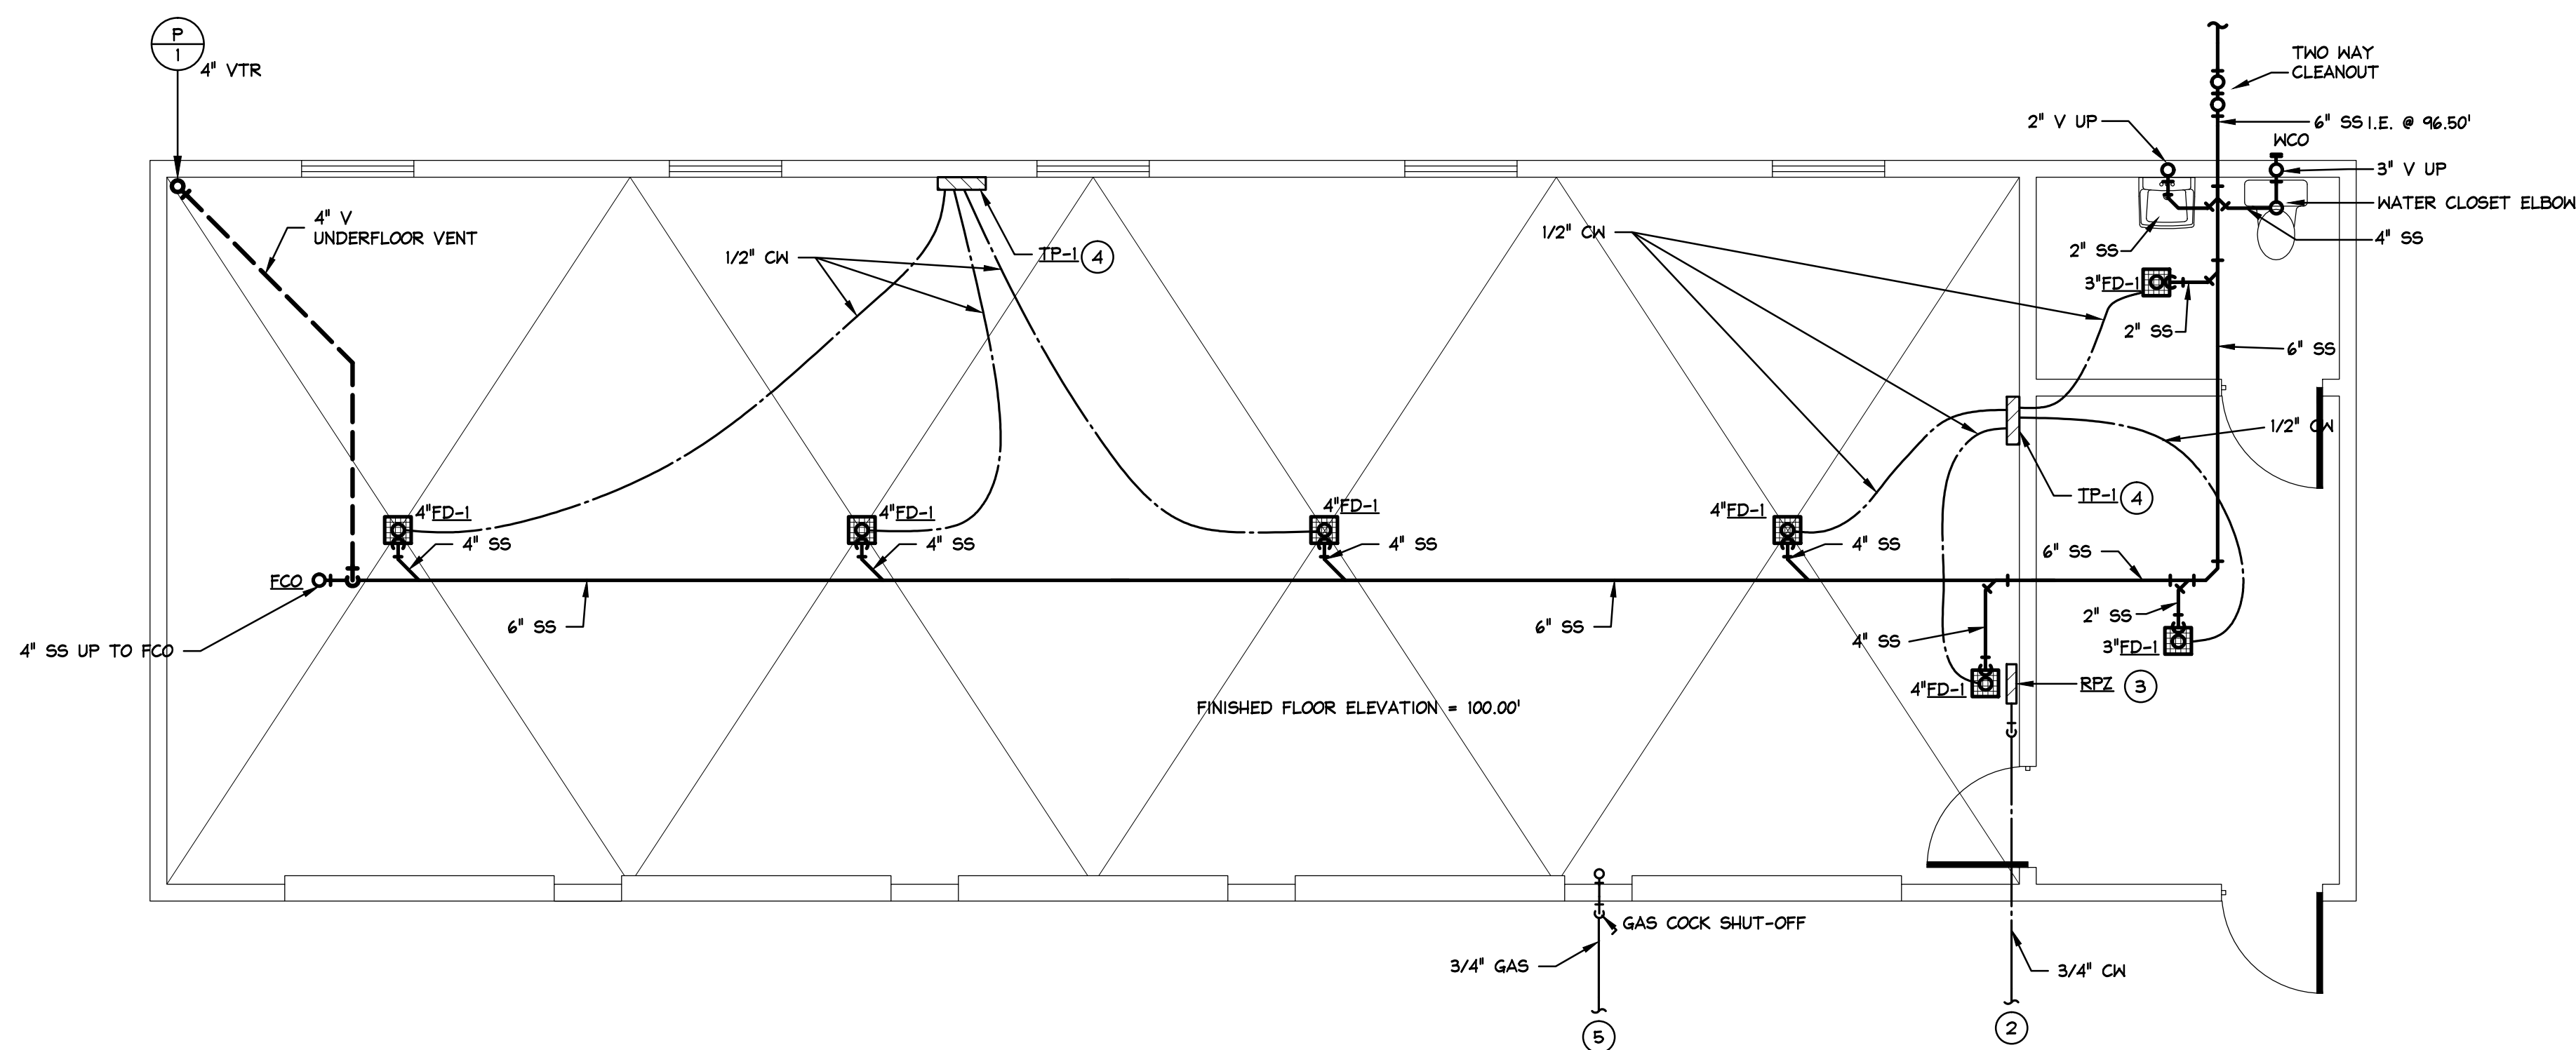 P
1
4" VTR
TWO WAY
CLEANOUT
2" V UP
6" SS I.E. @ 96.50'
WCO
3" V UP
WATER CLOSET ELBOW
4" SS
2" SS
4" V
UNDERFLOOR VENT
1/2" CW
TP-1 4
1/2" CW
3"FD-1
2" SS
6" SS
1/2" CW
TP-1 4
4"FD-1
4" SS
4"FD-1
4" SS
4"FD-1
4" SS
4"FD-1
4" SS
6" SS
FCO
4" SS UP TO FCO
6" SS
6" SS
4" SS
2" SS
3"FD-1
4"FD-1
RPZ 3
FINISHED FLOOR ELEVATION = 100.00'
GAS COCK SHUT-OFF
3/4" GAS
3/4" CW
5
2